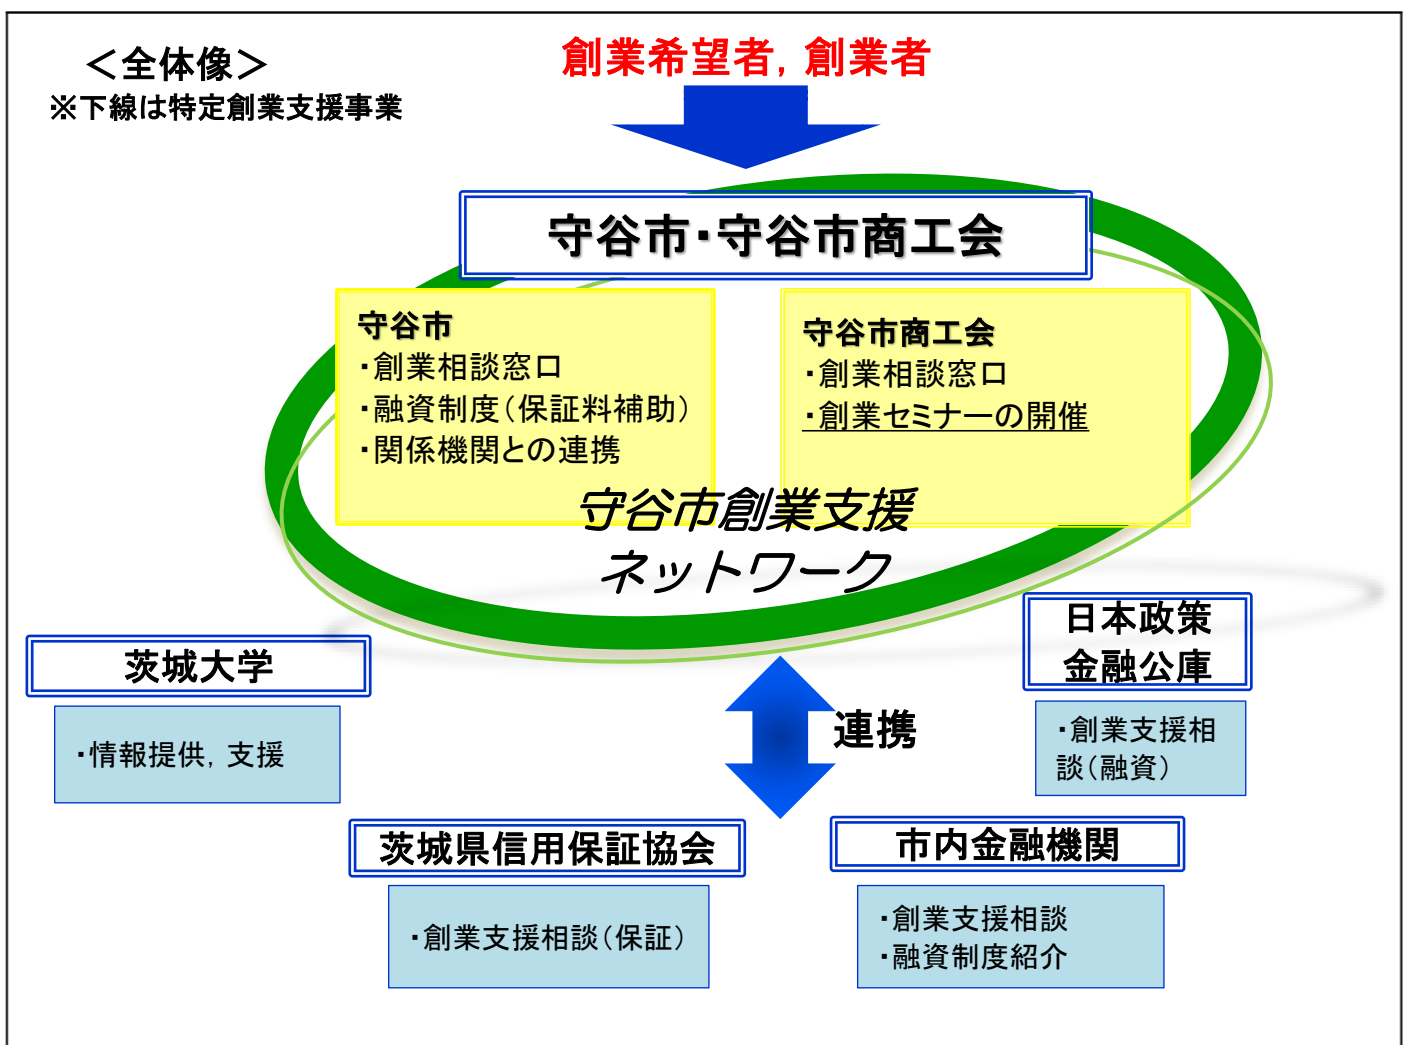 ＜全体像＞
※下線は特定創業支援事業
創業希望者，創業者
守谷市・守谷市商工会
守谷市
・創業相談窓口
・融資制度（保証料補助）
・関係機関との連携
守谷市商工会
・創業相談窓口
・創業セミナーの開催
守谷市創業支援
ネットワーク
茨城大学
・情報提供，支援
連携
日本政策
金融公庫
・創業支援相
談（融資）
茨城県信用保証協会
・創業支援相談（保証）
市内金融機関
・創業支援相談
・融資制度紹介